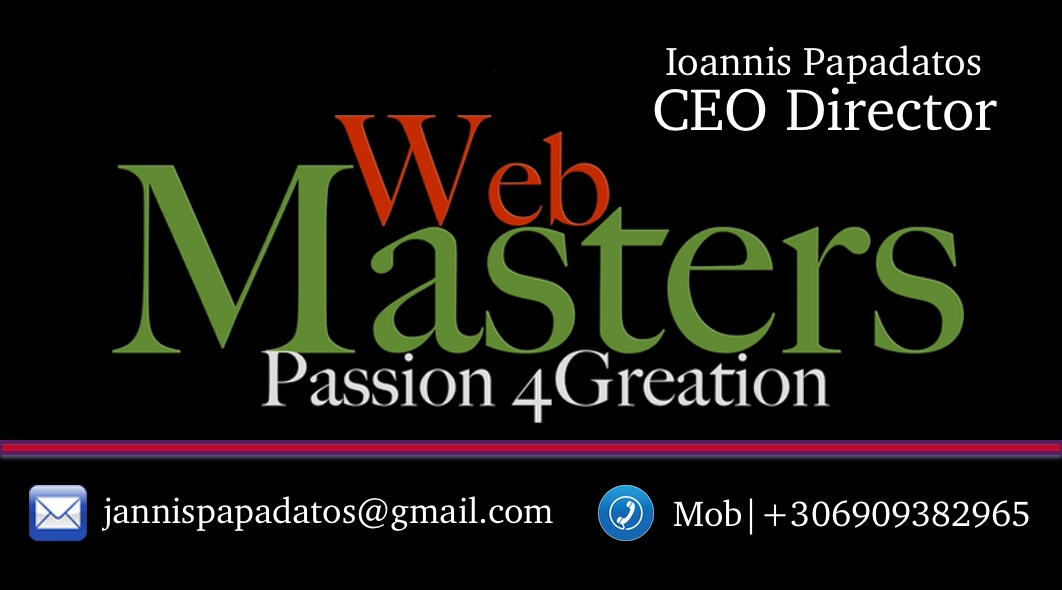 Ioannis Papadatos
CEO Director
Web
Masters
Passion 4Greation
jannispapadatos@gmail.com
Mob|+306909382965